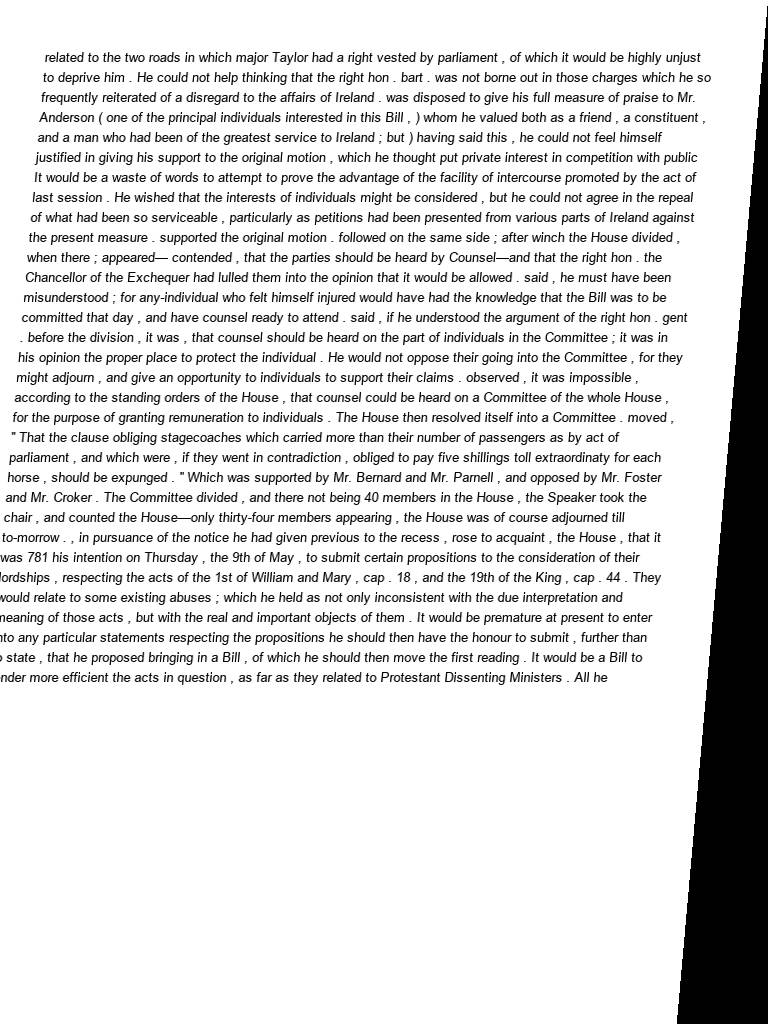 related to the two roads in which major Taylor had a right vested by parliament , of which it would be highly unjust
to deprive him . He could not help thinking that the right hon . bart . was not borne out in those charges which he so
frequently reiterated of a disregard to the affairs of Ireland . was disposed to give his full measure of praise to Mr.
Anderson ( one of the principal individuals interested in this Bill , ) whom he valued both as a friend , a constituent ,
and a man who had been of the greatest service to Ireland ; but ) having said this , he could not feel himself
justified in giving his support to the original motion , which he thought put private interest in competition with public
It would be a waste of words to attempt to prove the advantage of the facility of intercourse promoted by the act of
last session . He wished that the interests of individuals might be considered , but he could not agree in the repeal
of what had been so serviceable , particularly as petitions had been presented from various parts of Ireland against
the present measure . supported the original motion . followed on the same side ; after winch the House divided ,
when there ; appeared— contended , that the parties should be heard by Counsel—and that the right hon . the
Chancellor of the Exchequer had lulled them into the opinion that it would be allowed . said , he must have been
misunderstood ; for any-individual who felt himself injured would have had the knowledge that the Bill was to be
committed that day , and have counsel ready to attend . said , if he understood the argument of the right hon . gent
. before the division , it was , that counsel should be heard on the part of individuals in the Committee ; it was in
his opinion the proper place to protect the individual . He would not oppose their going into the Committee , for they
might adjourn , and give an opportunity to individuals to support their claims . observed , it was impossible ,
according to the standing orders of the House , that counsel could be heard on a Committee of the whole House ,
for the purpose of granting remuneration to individuals . The House then resolved itself into a Committee . moved ,
" That the clause obliging stagecoaches which carried more than their number of passengers as by act of
parliament , and which were , if they went in contradiction , obliged to pay five shillings toll extraordinaty for each
horse , should be expunged . " Which was supported by Mr. Bernard and Mr. Parnell , and opposed by Mr. Foster
and Mr. Croker . The Committee divided , and there not being 40 members in the House , the Speaker took the
chair , and counted the House—only thirty-four members appearing , the House was of course adjourned till
to-morrow . , in pursuance of the notice he had given previous to the recess , rose to acquaint , the House , that it
was 781 his intention on Thursday , the 9th of May , to submit certain propositions to the consideration of their
lordships , respecting the acts of the 1st of William and Mary , cap . 18 , and the 19th of the King , cap . 44 . They
would relate to some existing abuses ; which he held as not only inconsistent with the due interpretation and
meaning of those acts , but with the real and important objects of them . It would be premature at present to enter
into any particular statements respecting the propositions he should then have the honour to submit , further than
to state , that he proposed bringing in a Bill , of which he should then move the first reading . It would be a Bill to
render more efficient the acts in question , as far as they related to Protestant Dissenting Ministers . All he